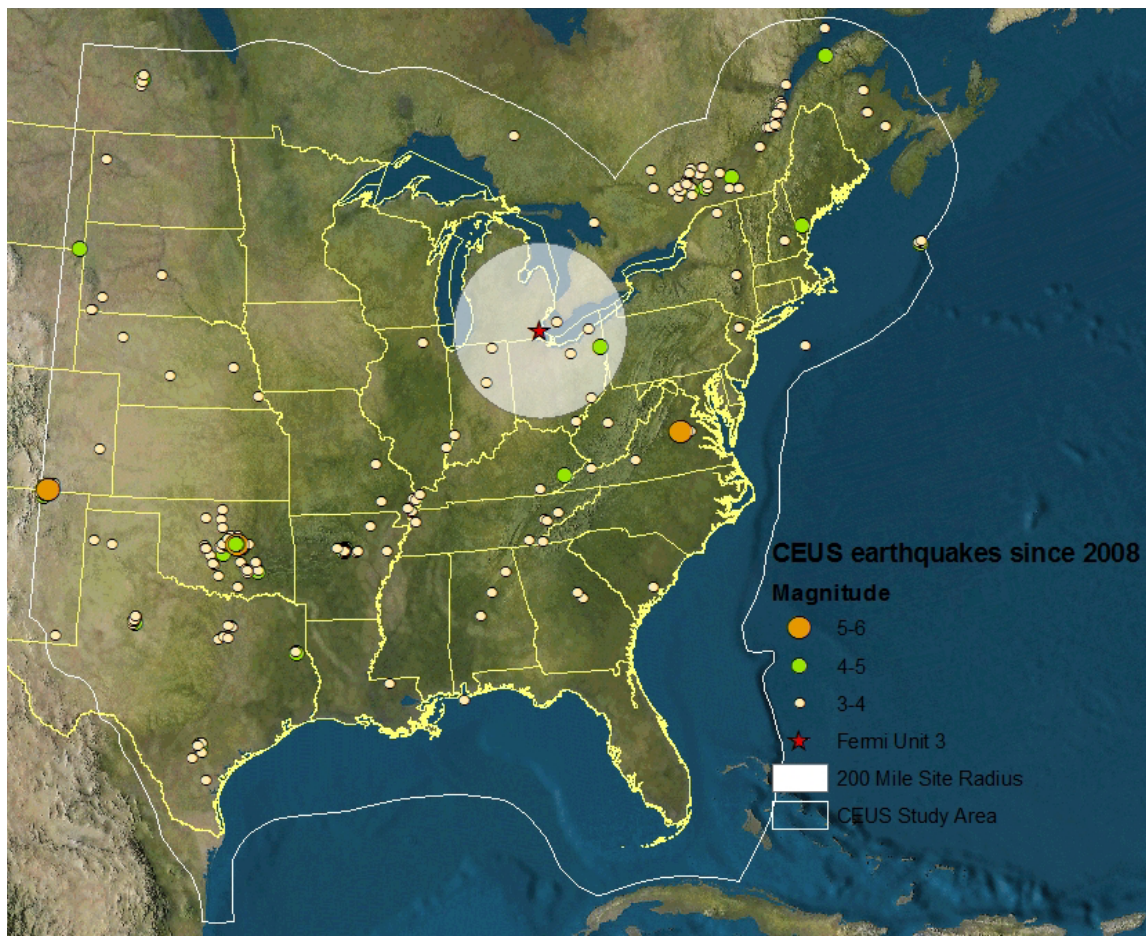 CEUS earthquakes since 2008
Magnitude
5-6
4-5
3-4
Fermi Unit 3
200 Mile Site Radius
CEUS Study Area